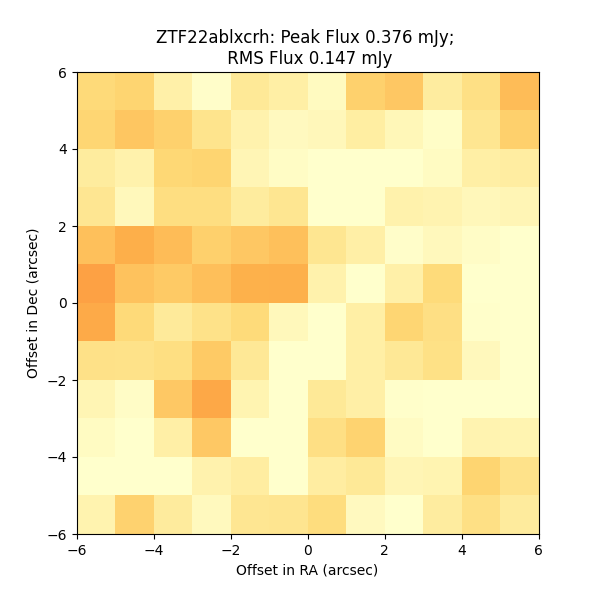 ZTF22ablxcrh: Peak Flux 0.376 mJy;
RMS Flux 0.147 mJy
6
4
2
0
−2
−4
−6
Offset in Dec (arcsec)
−6 −4 −2 0 2 4 6
Offset in RA (arcsec)